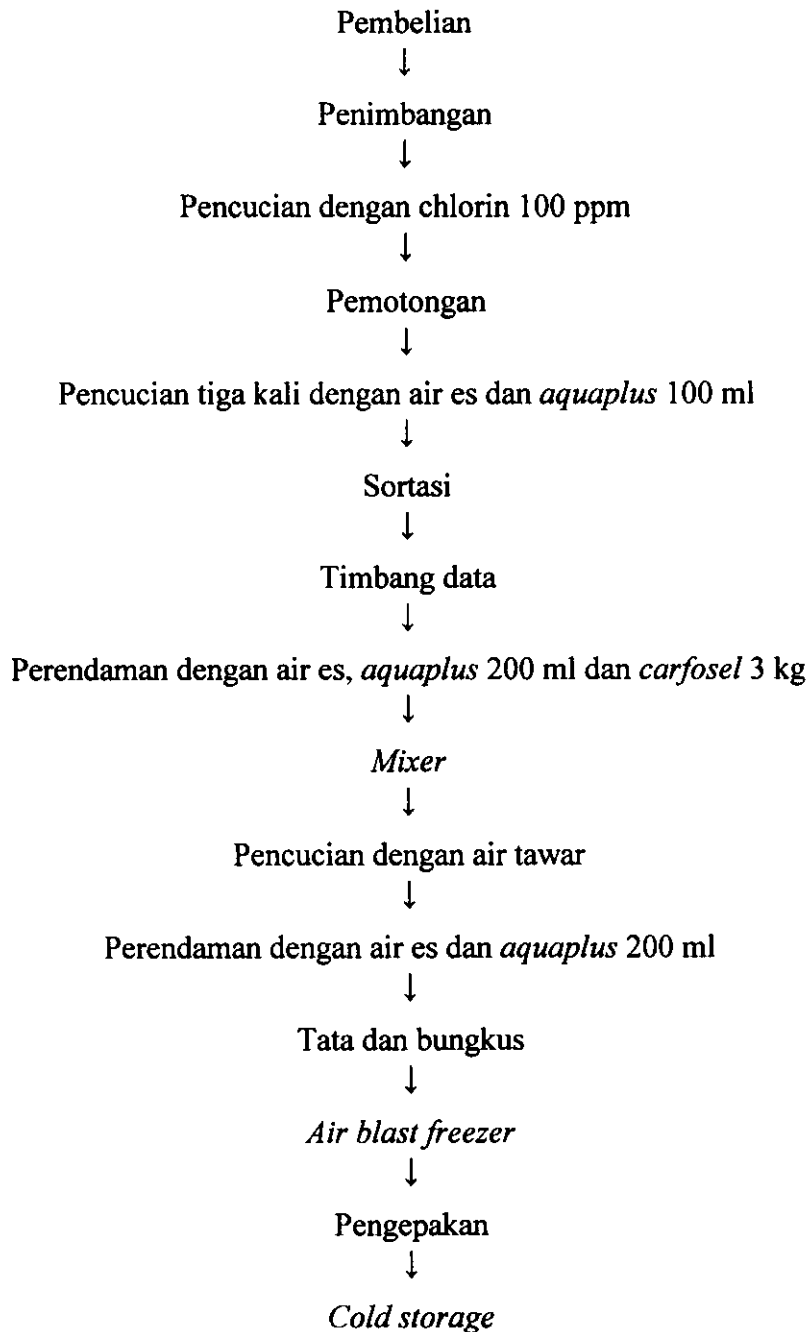 Pembelian
↓
Penimbangan
↓
Pencucian dengan chlorin 100 ppm
↓
Pemotongan
↓
Pencucian tiga kali dengan air es dan aquaplus 100 ml
↓
Sortasi
↓
Timbang data
↓
Perendaman dengan air es, aquaplus 200 ml dan carfosel 3 kg
↓
Mixer
↓
Pencucian dengan air tawar
↓
Perendaman dengan air es dan aquaplus 200 ml
↓
Tata dan bungkus
↓
Air blast freezer
↓
Pengepakan
↓
Cold storage